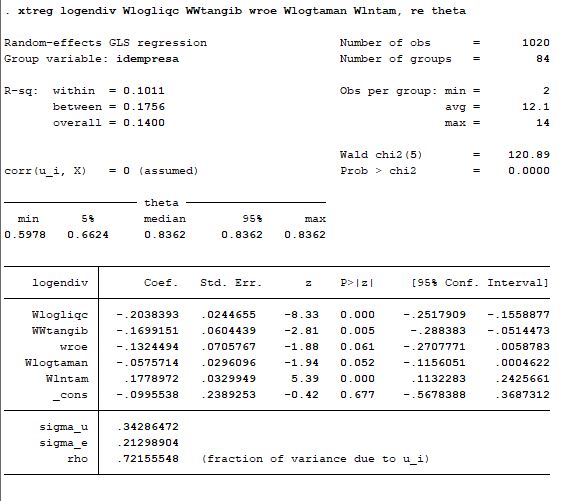 . xtreg logendiv Wlogliqc WWtangib wroe Wlogtaman Wlntam, re theta
Random-effects GLS regression Number of obs = 1020
Group variable: idempresa Number of groups = 84
R-sq: within = 0.1011 Obs per group: min = 2
between = 0.1756 avg = 12.1
overall = 0.1400 max = 14
Wald chi2(5) = 120.89
corr(u_i, X) = 0 (assumed) Prob > chi2 = 0.0000
theta
min 5% median 95% max
0.5978 0.6624 0.8362 0.8362 0.8362
logendiv Coef. Std. Err. z P>|z| [95% Conf. Interval]
Wlogliqc -.2038393 .0244655 -8.33 0.000 -.2517909 -.1558877
WWtangib -.1699151 .0604439 -2.81 0.005 -.288383 -.0514473
wroe -.1324494 .0705767 -1.88 0.061 -.2707771 .0058783
Wlogtaman -.0575714 .0296096 -1.94 0.052 -.1156051 .0004622
Wlntam .1778972 .0329949 5.39 0.000 .1132283 .2425661
_cons -.0995538 .2389253 -0.42 0.677 -.5678388 .3687312
sigma_u .34286472
sigma_e .21298904
rho .72155548 (fraction of variance due to u_i)